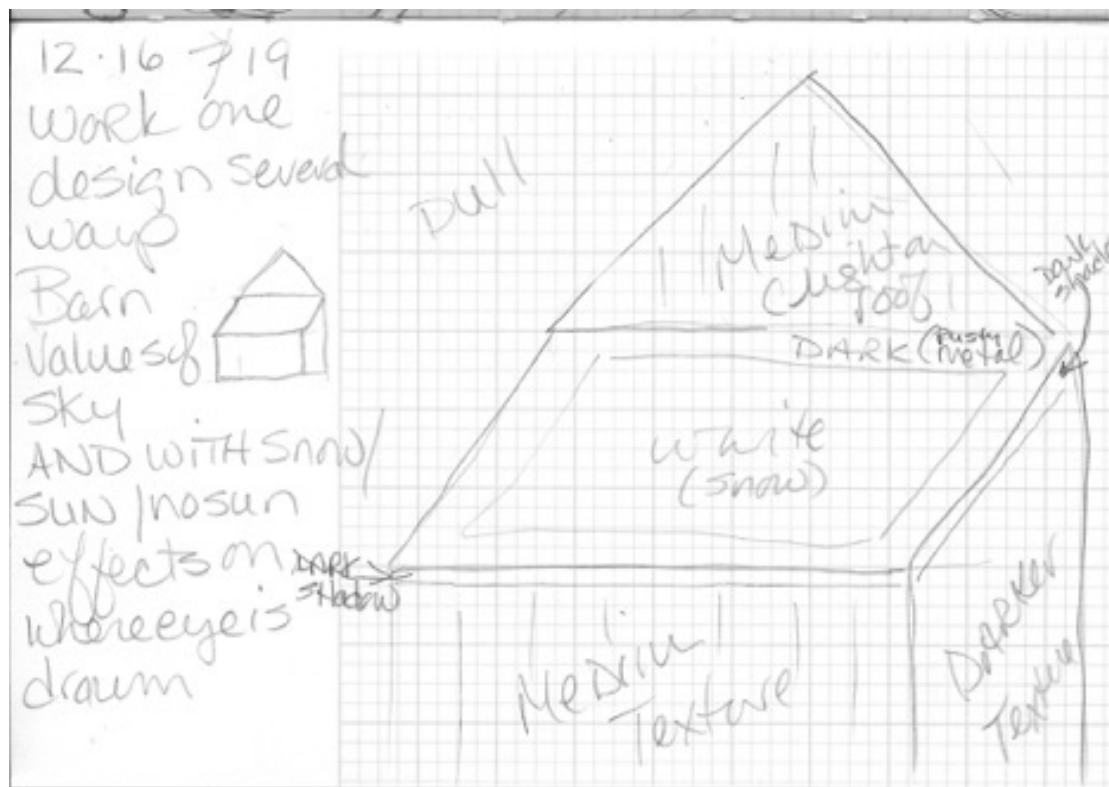 12.16 → 19
WORK one
design several
ways
Barn
values of
SKY
AND WITH Snow/
SUN / no sun
effects on
where eye is
drawn
Dull
Medium
(Light on
roof)
Dark
shadow
DARK (Rusty
metal)
White
(snow)
DARK
SHADOW
Medium
Texture
DARKER
Texture